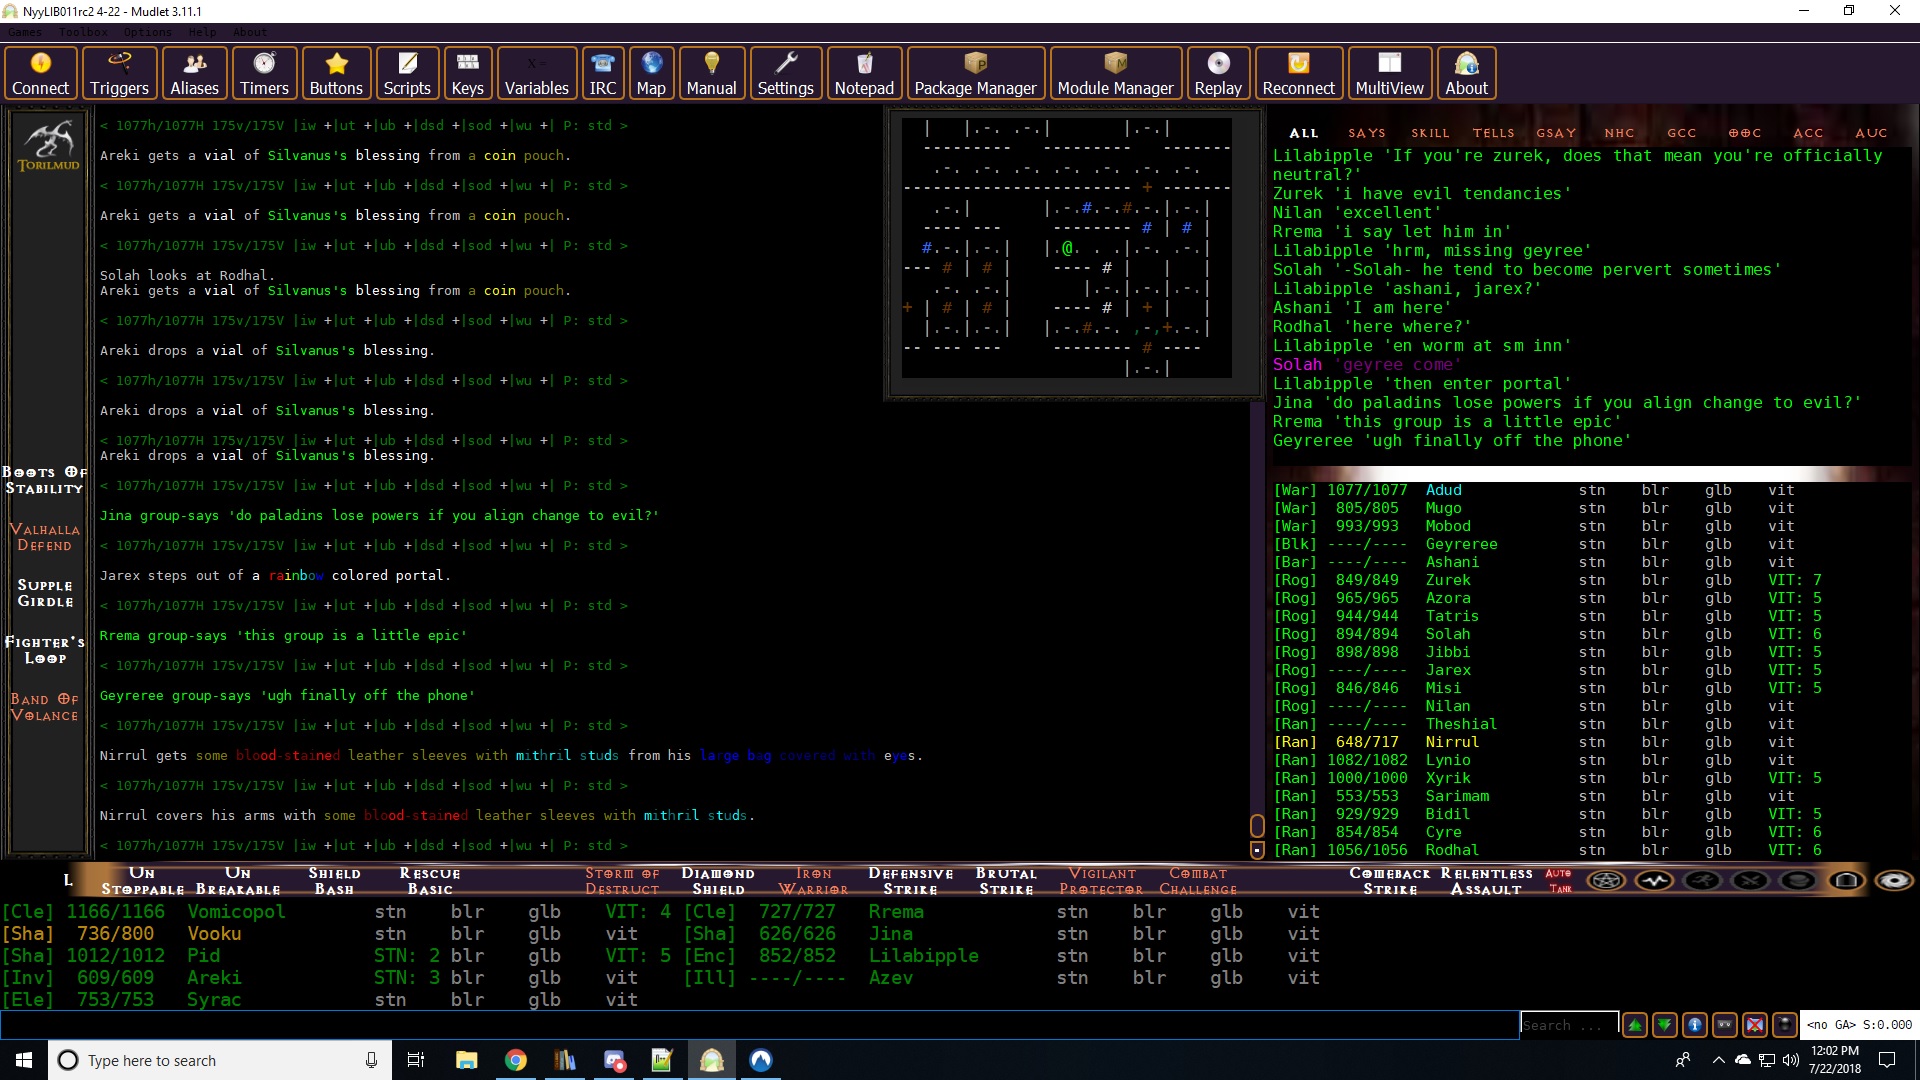 NyyLIB011rc2 4-22 - Mudlet 3.11.1
Games Toolbox Options Help About
Connect Triggers Aliases Timers Buttons Scripts Keys Variables IRC Map Manual Settings Notepad Package Manager Module Manager Replay Reconnect MultiView About
TORILMUD
BOOTS OF
STABILITY
VALHALLA
DEFEND
SUPPLE
GIRDLE
FIGHTER'S
LOOP
BAND OF
VOLANCE
< 1077h/1077H 175v/175V |iw +|ut +|ub +|dsd +|sod +|wu +| P: std >
Areki gets a vial of Silvanus's blessing from a coin pouch.
< 1077h/1077H 175v/175V |iw +|ut +|ub +|dsd +|sod +|wu +| P: std >
Areki gets a vial of Silvanus's blessing from a coin pouch.
< 1077h/1077H 175v/175V |iw +|ut +|ub +|dsd +|sod +|wu +| P: std >
Solah looks at Rodhal.
Areki gets a vial of Silvanus's blessing from a coin pouch.
< 1077h/1077H 175v/175V |iw +|ut +|ub +|dsd +|sod +|wu +| P: std >
Areki drops a vial of Silvanus's blessing.
< 1077h/1077H 175v/175V |iw +|ut +|ub +|dsd +|sod +|wu +| P: std >
Areki drops a vial of Silvanus's blessing.
< 1077h/1077H 175v/175V |iw +|ut +|ub +|dsd +|sod +|wu +| P: std >
Areki drops a vial of Silvanus's blessing.
< 1077h/1077H 175v/175V |iw +|ut +|ub +|dsd +|sod +|wu +| P: std >
Jina group-says 'do paladins lose powers if you align change to evil?'
< 1077h/1077H 175v/175V |iw +|ut +|ub +|dsd +|sod +|wu +| P: std >
Jarex steps out of a rainbow colored portal.
< 1077h/1077H 175v/175V |iw +|ut +|ub +|dsd +|sod +|wu +| P: std >
Rrema group-says 'this group is a little epic'
< 1077h/1077H 175v/175V |iw +|ut +|ub +|dsd +|sod +|wu +| P: std >
Geyreree group-says 'ugh finally off the phone'
< 1077h/1077H 175v/175V |iw +|ut +|ub +|dsd +|sod +|wu +| P: std >
Nirrul gets some blood-stained leather sleeves with mithril studs from his large bag covered with eyes.
< 1077h/1077H 175v/175V |iw +|ut +|ub +|dsd +|sod +|wu +| P: std >
Nirrul covers his arms with some blood-stained leather sleeves with mithril studs.
< 1077h/1077H 175v/175V |iw +|ut +|ub +|dsd +|sod +|wu +| P: std >
ALL SAYS SKILL TELLS GSAY NHC GCC OOC ACC AUC
Lilabipple 'If you're zurek, does that mean you're officially
neutral?'
Zurek 'i have evil tendancies'
Nilan 'excellent'
Rrema 'i say let him in'
Lilabipple 'hrm, missing geyree'
Solah '-Solah- he tend to become pervert sometimes'
Lilabipple 'ashani, jarex?'
Ashani 'I am here'
Rodhal 'here where?'
Lilabipple 'en worm at sm inn'
Solah 'geyree come'
Lilabipple 'then enter portal'
Jina 'do paladins lose powers if you align change to evil?'
Rrema 'this group is a little epic'
Geyreree 'ugh finally off the phone'
[War] 1077/1077 Adud stn blr glb vit
[War] 805/805 Mugo stn blr glb vit
[War] 993/993 Mobod stn blr glb vit
[Blk] ----/---- Geyreree stn blr glb vit
[Bar] ----/---- Ashani stn blr glb vit
[Rog] 849/849 Zurek stn blr glb VIT: 7
[Rog] 965/965 Azora stn blr glb VIT: 5
[Rog] 944/944 Tatris stn blr glb VIT: 5
[Rog] 894/894 Solah stn blr glb VIT: 6
[Rog] 898/898 Jibbi stn blr glb VIT: 5
[Rog] ----/---- Jarex stn blr glb VIT: 5
[Rog] 846/846 Misi stn blr glb VIT: 5
[Rog] ----/---- Nilan stn blr glb vit
[Ran] ----/---- Theshial stn blr glb vit
[Ran] 648/717 Nirrul stn blr glb vit
[Ran] 1082/1082 Lynio stn blr glb vit
[Ran] 1000/1000 Xyrik stn blr glb VIT: 5
[Ran] 553/553 Sarimam stn blr glb vit
[Ran] 929/929 Bidil stn blr glb VIT: 5
[Ran] 854/854 Cyre stn blr glb VIT: 6
[Ran] 1056/1056 Rodhal stn blr glb VIT: 6
L UN STOPPABLE UN BREAKABLE SHIELD BASH RESCUE BASIC STORM OF DESTRUCT DIAMOND SHIELD IRON WARRIOR DEFENSIVE STRIKE BRUTAL STRIKE VIGILANT PROTECTOR COMBAT CHALLENGE COMEBACK STRIKE RELENTLESS ASSAULT AUTO TANK
[Cle] 1166/1166 Vomicopol stn blr glb VIT: 4 [Cle] 727/727 Rrema stn blr glb vit
[Sha] 736/800 Vooku stn blr glb vit [Sha] 626/626 Jina stn blr glb vit
[Sha] 1012/1012 Pid STN: 2 blr glb VIT: 5 [Enc] 852/852 Lilabipple stn blr glb vit
[Inv] 609/609 Areki STN: 3 blr glb vit [Ill] ----/---- Azev stn blr glb vit
[Ele] 753/753 Syrac stn blr glb vit
Search ... <no GA> S:0.000
Type here to search
12:02 PM
7/22/2018